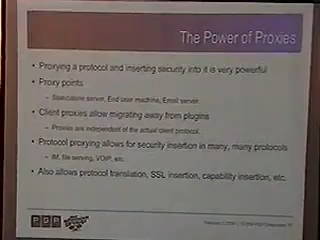 The Power of Proxies
• Proxying a protocol and inserting security into it is very powerful
• Proxy points
– Standalone server, End user machine, Email server
• Client proxies allow migrating away from plugins
– Proxies are independent of the actual client protocol.
• Protocol proxying allows for security insertion in many, many protocols
– IM, file serving, VOIP, etc.
• Also allows protocol translation, SSL insertion, capability insertion, etc.
PGP